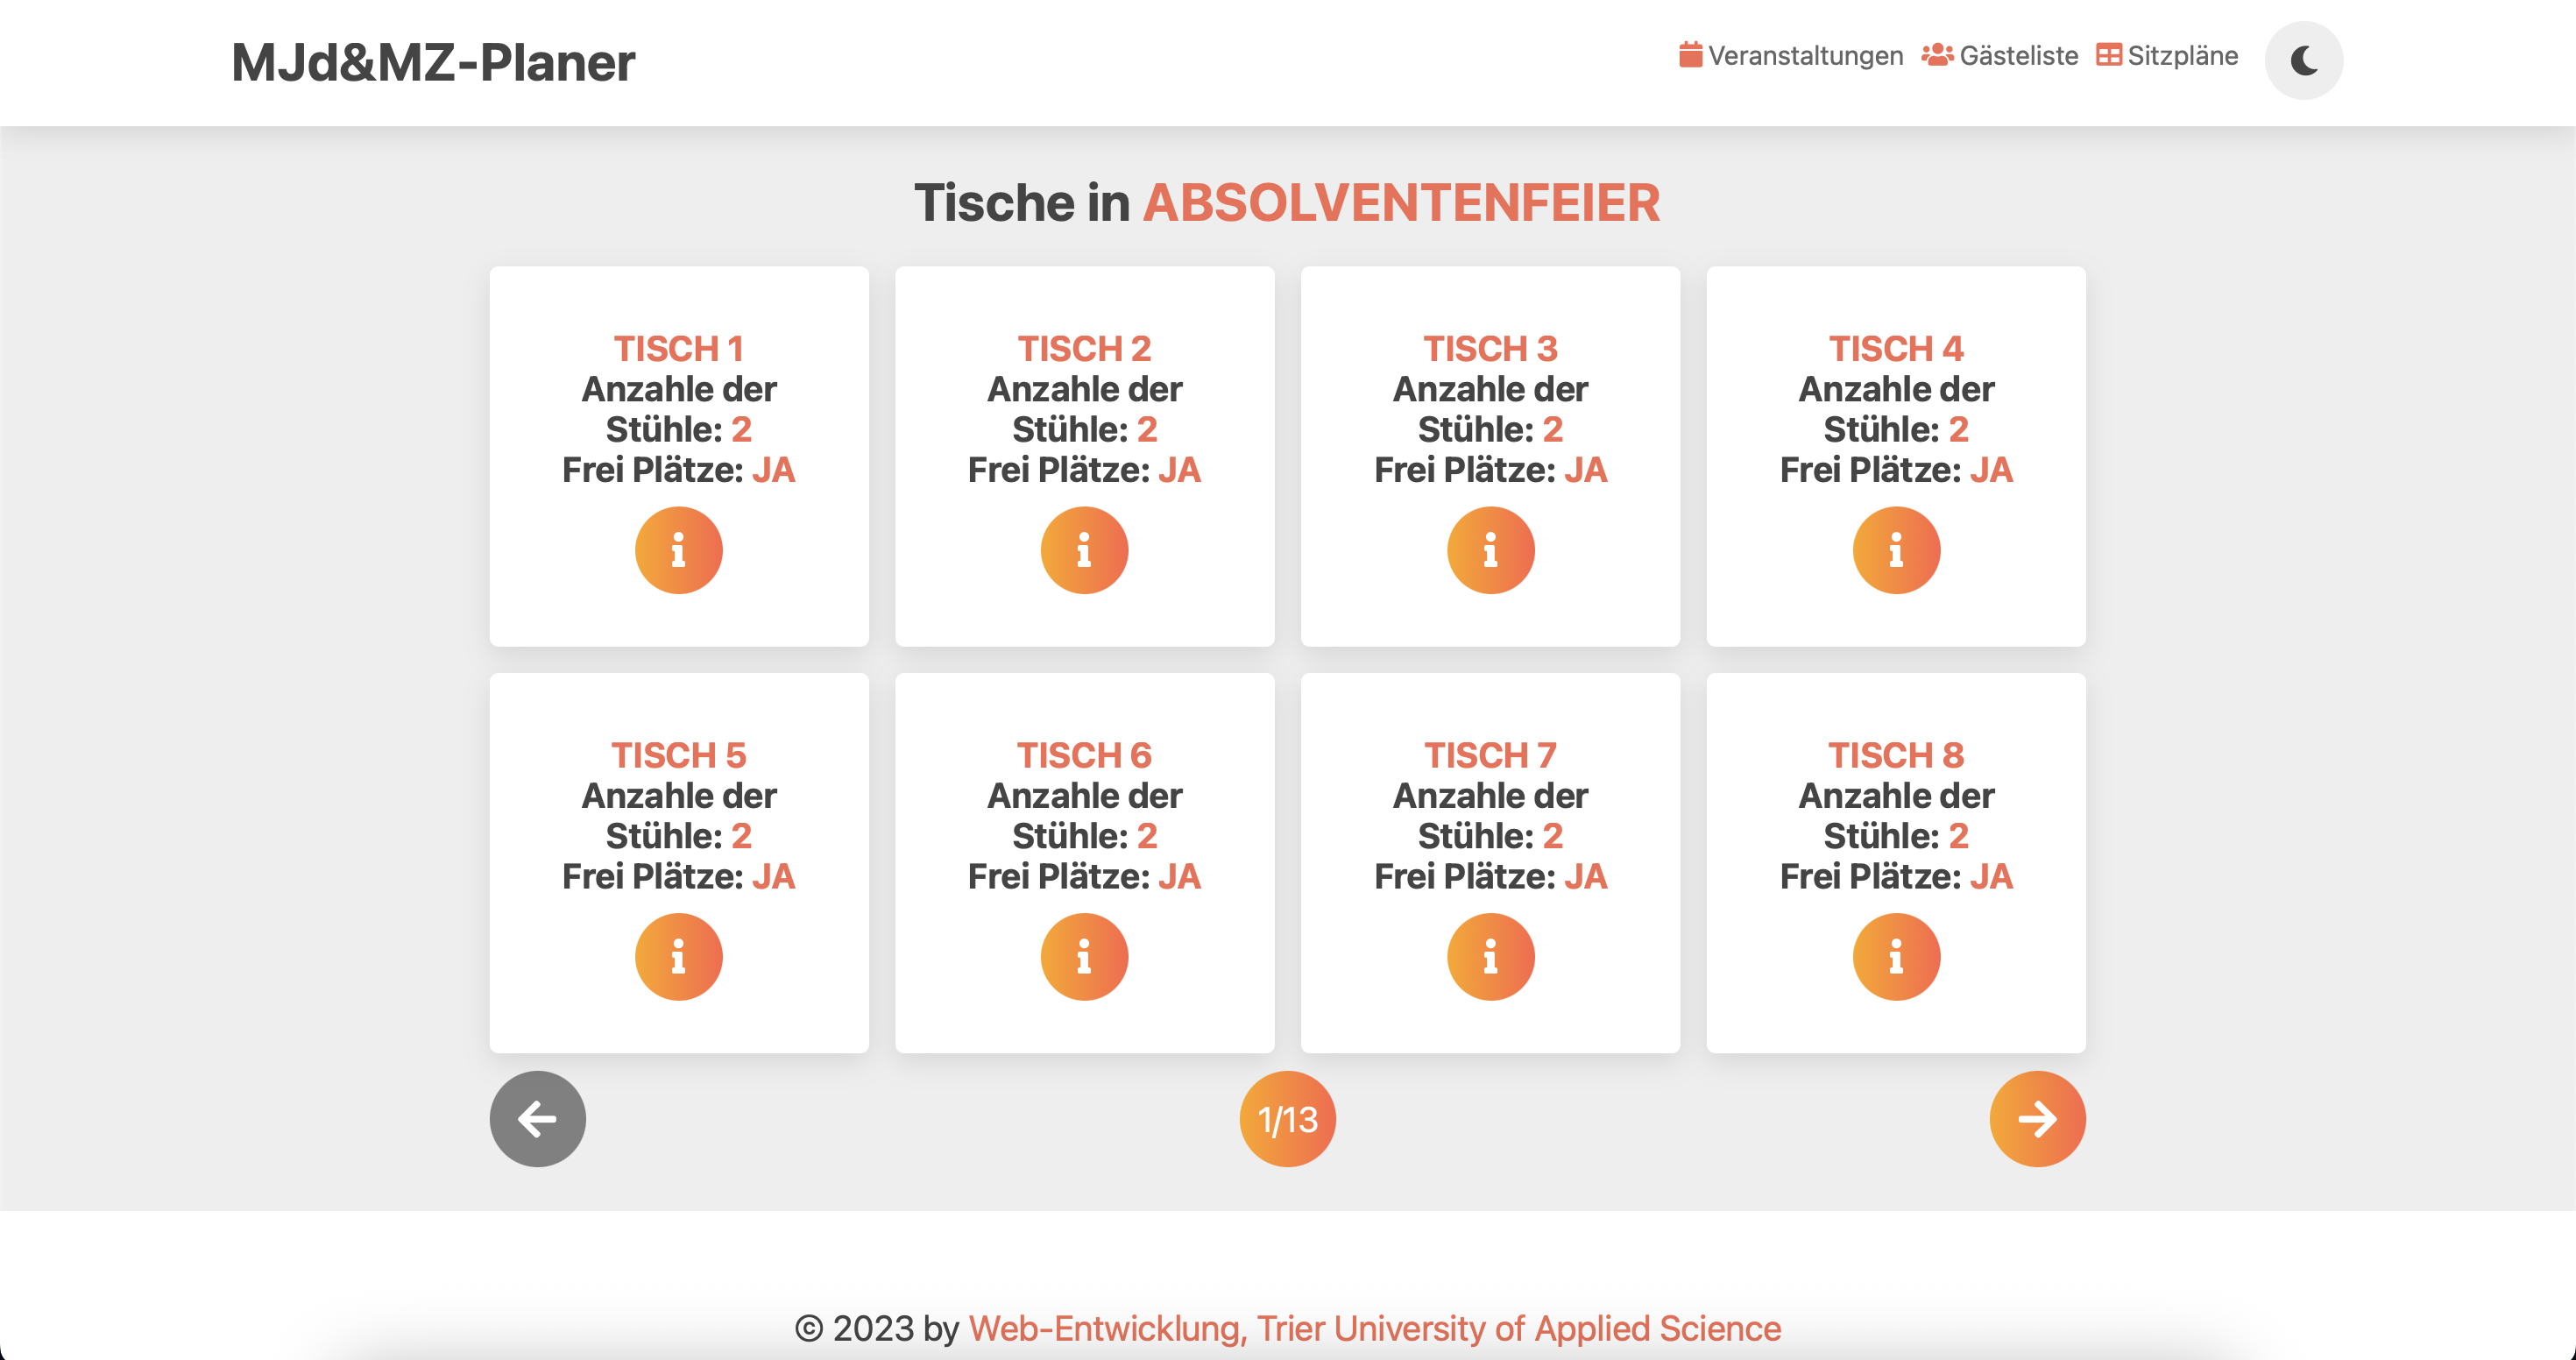 MJd&MZ-Planer
Veranstaltungen Gästeliste Sitzpläne
Tische in ABSOLVENTENFEIER
TISCH 1
Anzahle der
Stühle: 2
Frei Plätze: JA
TISCH 2
Anzahle der
Stühle: 2
Frei Plätze: JA
TISCH 3
Anzahle der
Stühle: 2
Frei Plätze: JA
TISCH 4
Anzahle der
Stühle: 2
Frei Plätze: JA
TISCH 5
Anzahle der
Stühle: 2
Frei Plätze: JA
TISCH 6
Anzahle der
Stühle: 2
Frei Plätze: JA
TISCH 7
Anzahle der
Stühle: 2
Frei Plätze: JA
TISCH 8
Anzahle der
Stühle: 2
Frei Plätze: JA
1/13
© 2023 by Web-Entwicklung, Trier University of Applied Science